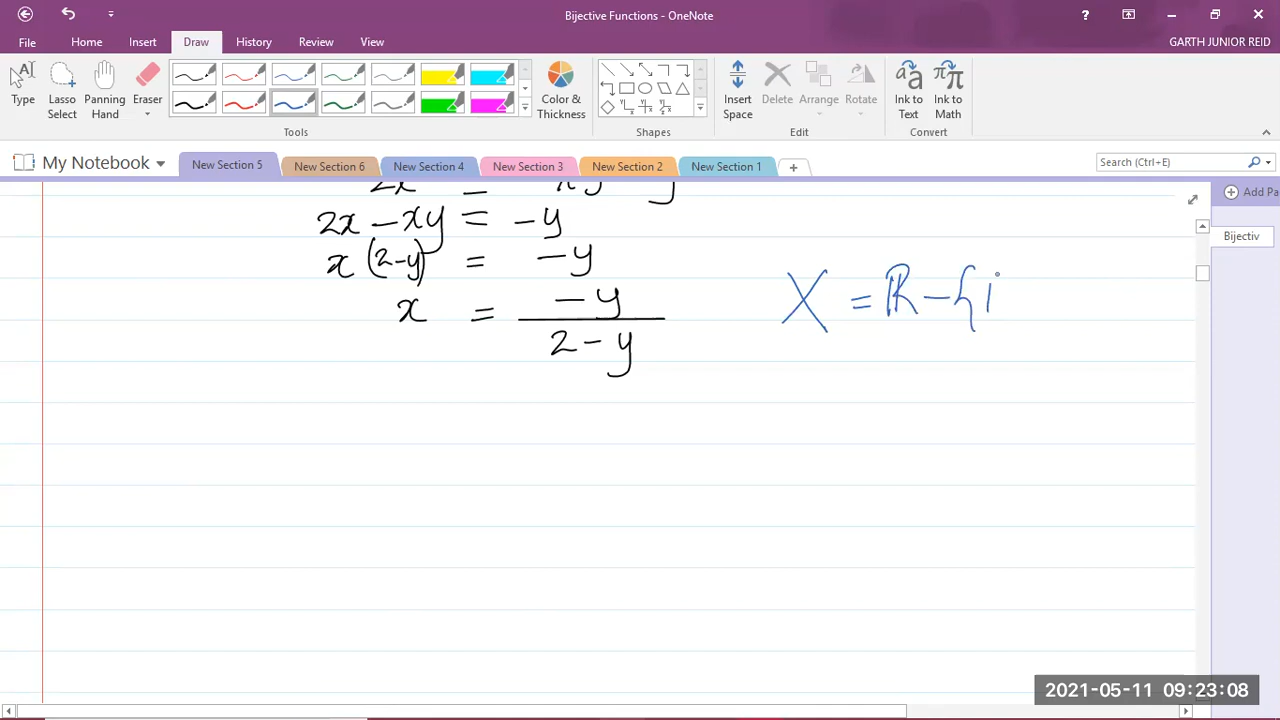 Bijective Functions - OneNote
File Home Insert Draw History Review View
GARTH JUNIOR REID
Type
Lasso Select
Panning Hand
Eraser
Color & Thickness
Insert Space
Delete
Arrange
Rotate
Ink to Text
Ink to Math
Tools
Shapes
Edit
Convert
My Notebook
New Section 5
New Section 6
New Section 4
New Section 3
New Section 2
New Section 1
Search (Ctrl+E)
Add Pa
Bijectiv
2x - xy = -y
x(2-y) = -y
x = -y / 2 - y
X = ℝ - {1
2021-05-11 09:23:08